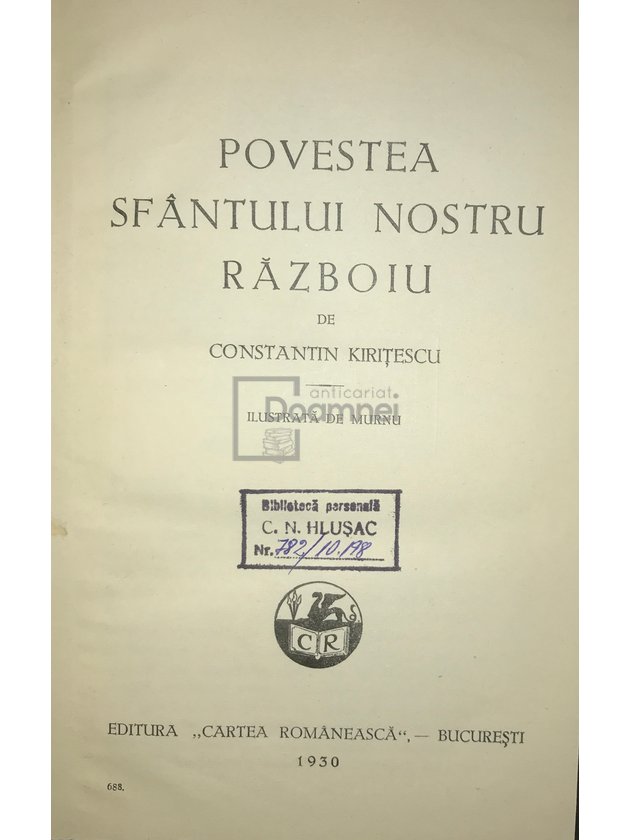 POVESTEA
SFÂNTULUI NOSTRU
RĂZBOIU
DE
CONSTANTIN KIRIȚESCU
anticariat
Doamnei
ILUSTRATĂ DE MURNU
Bibliotecă personală
C. N. HLUȘAC
Nr. 782/10.198
C R
EDITURA „CARTEA ROMÂNEASCĂ“, — BUCUREȘTI
1930
688.